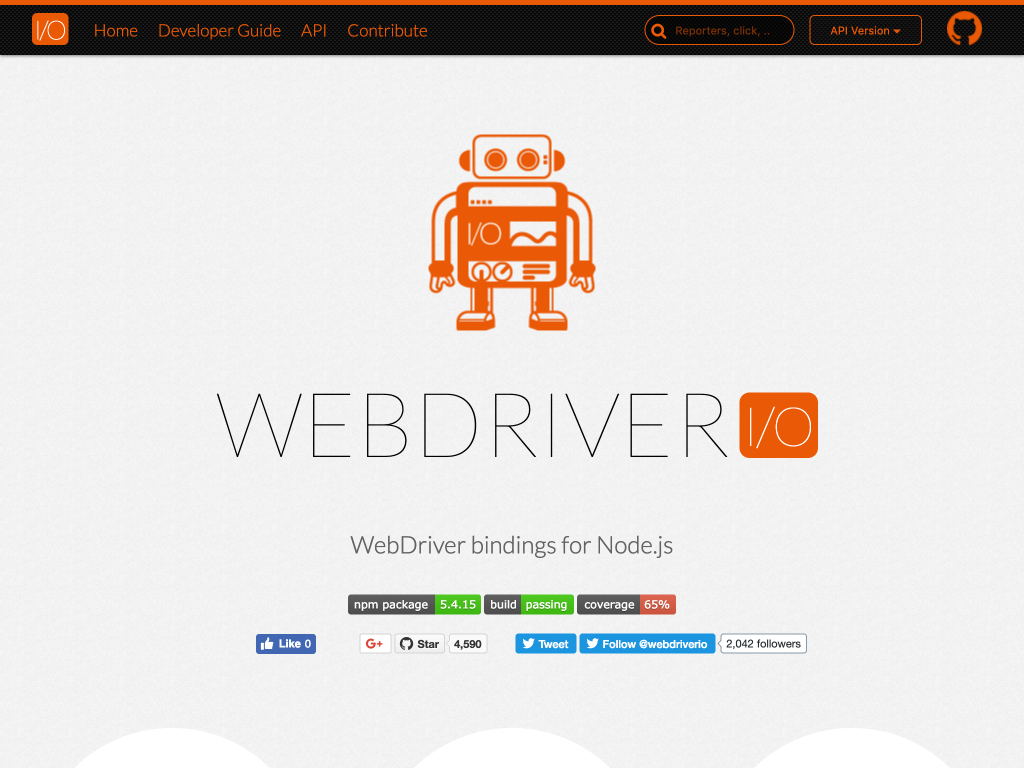 I/O Home Developer Guide API Contribute Reporters, click, .. API Version
I/O
WEBDRIVER I/O
WebDriver bindings for Node.js
npm package 5.4.15 build passing coverage 65%
Like 0 G+ Star 4,590 Tweet Follow @webdriverio 2,042 followers